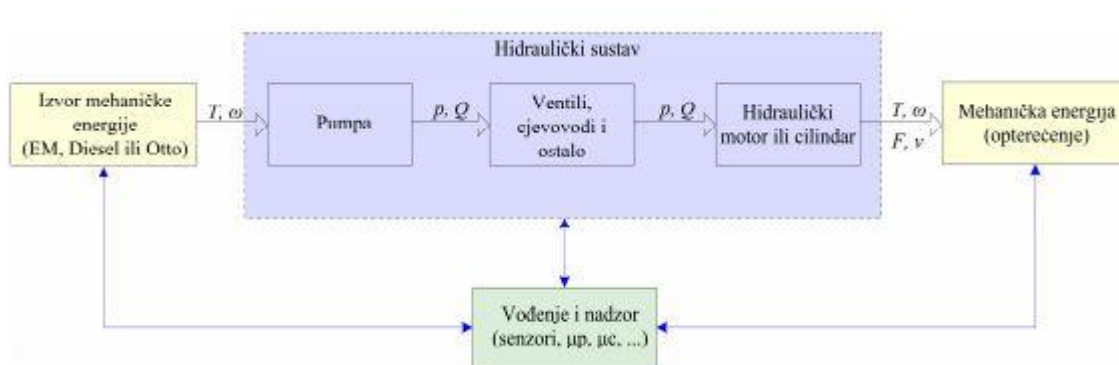 Hidraulički sustav
Izvor mehaničke
energije
(EM, Diesel ili Otto)
T, ω
Pumpa
p, Q
Ventili,
cjevovodi i
ostalo
p, Q
Hidraulički
motor ili cilindar
T, ω
F, v
Mehanička energija
(opterećenje)
Vođenje i nadzor
(senzori, μp, μc, ...)